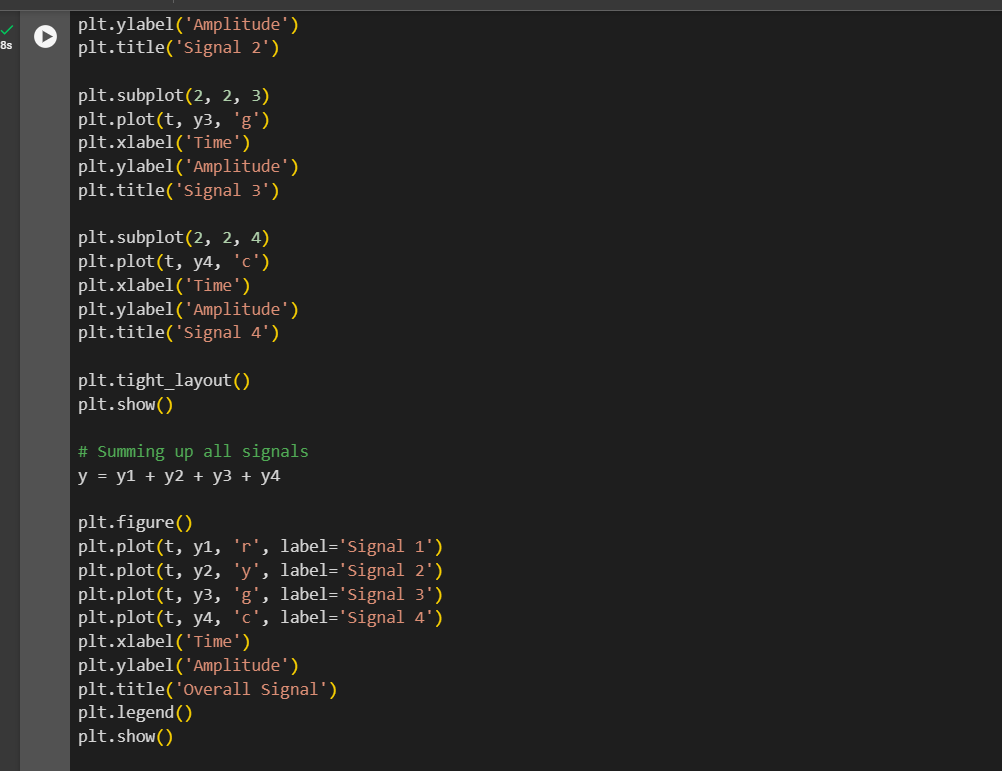 8s
plt.ylabel('Amplitude')
plt.title('Signal 2')
plt.subplot(2, 2, 3)
plt.plot(t, y3, 'g')
plt.xlabel('Time')
plt.ylabel('Amplitude')
plt.title('Signal 3')
plt.subplot(2, 2, 4)
plt.plot(t, y4, 'c')
plt.xlabel('Time')
plt.ylabel('Amplitude')
plt.title('Signal 4')
plt.tight_layout()
plt.show()
# Summing up all signals
y = y1 + y2 + y3 + y4
plt.figure()
plt.plot(t, y1, 'r', label='Signal 1')
plt.plot(t, y2, 'y', label='Signal 2')
plt.plot(t, y3, 'g', label='Signal 3')
plt.plot(t, y4, 'c', label='Signal 4')
plt.xlabel('Time')
plt.ylabel('Amplitude')
plt.title('Overall Signal')
plt.legend()
plt.show()